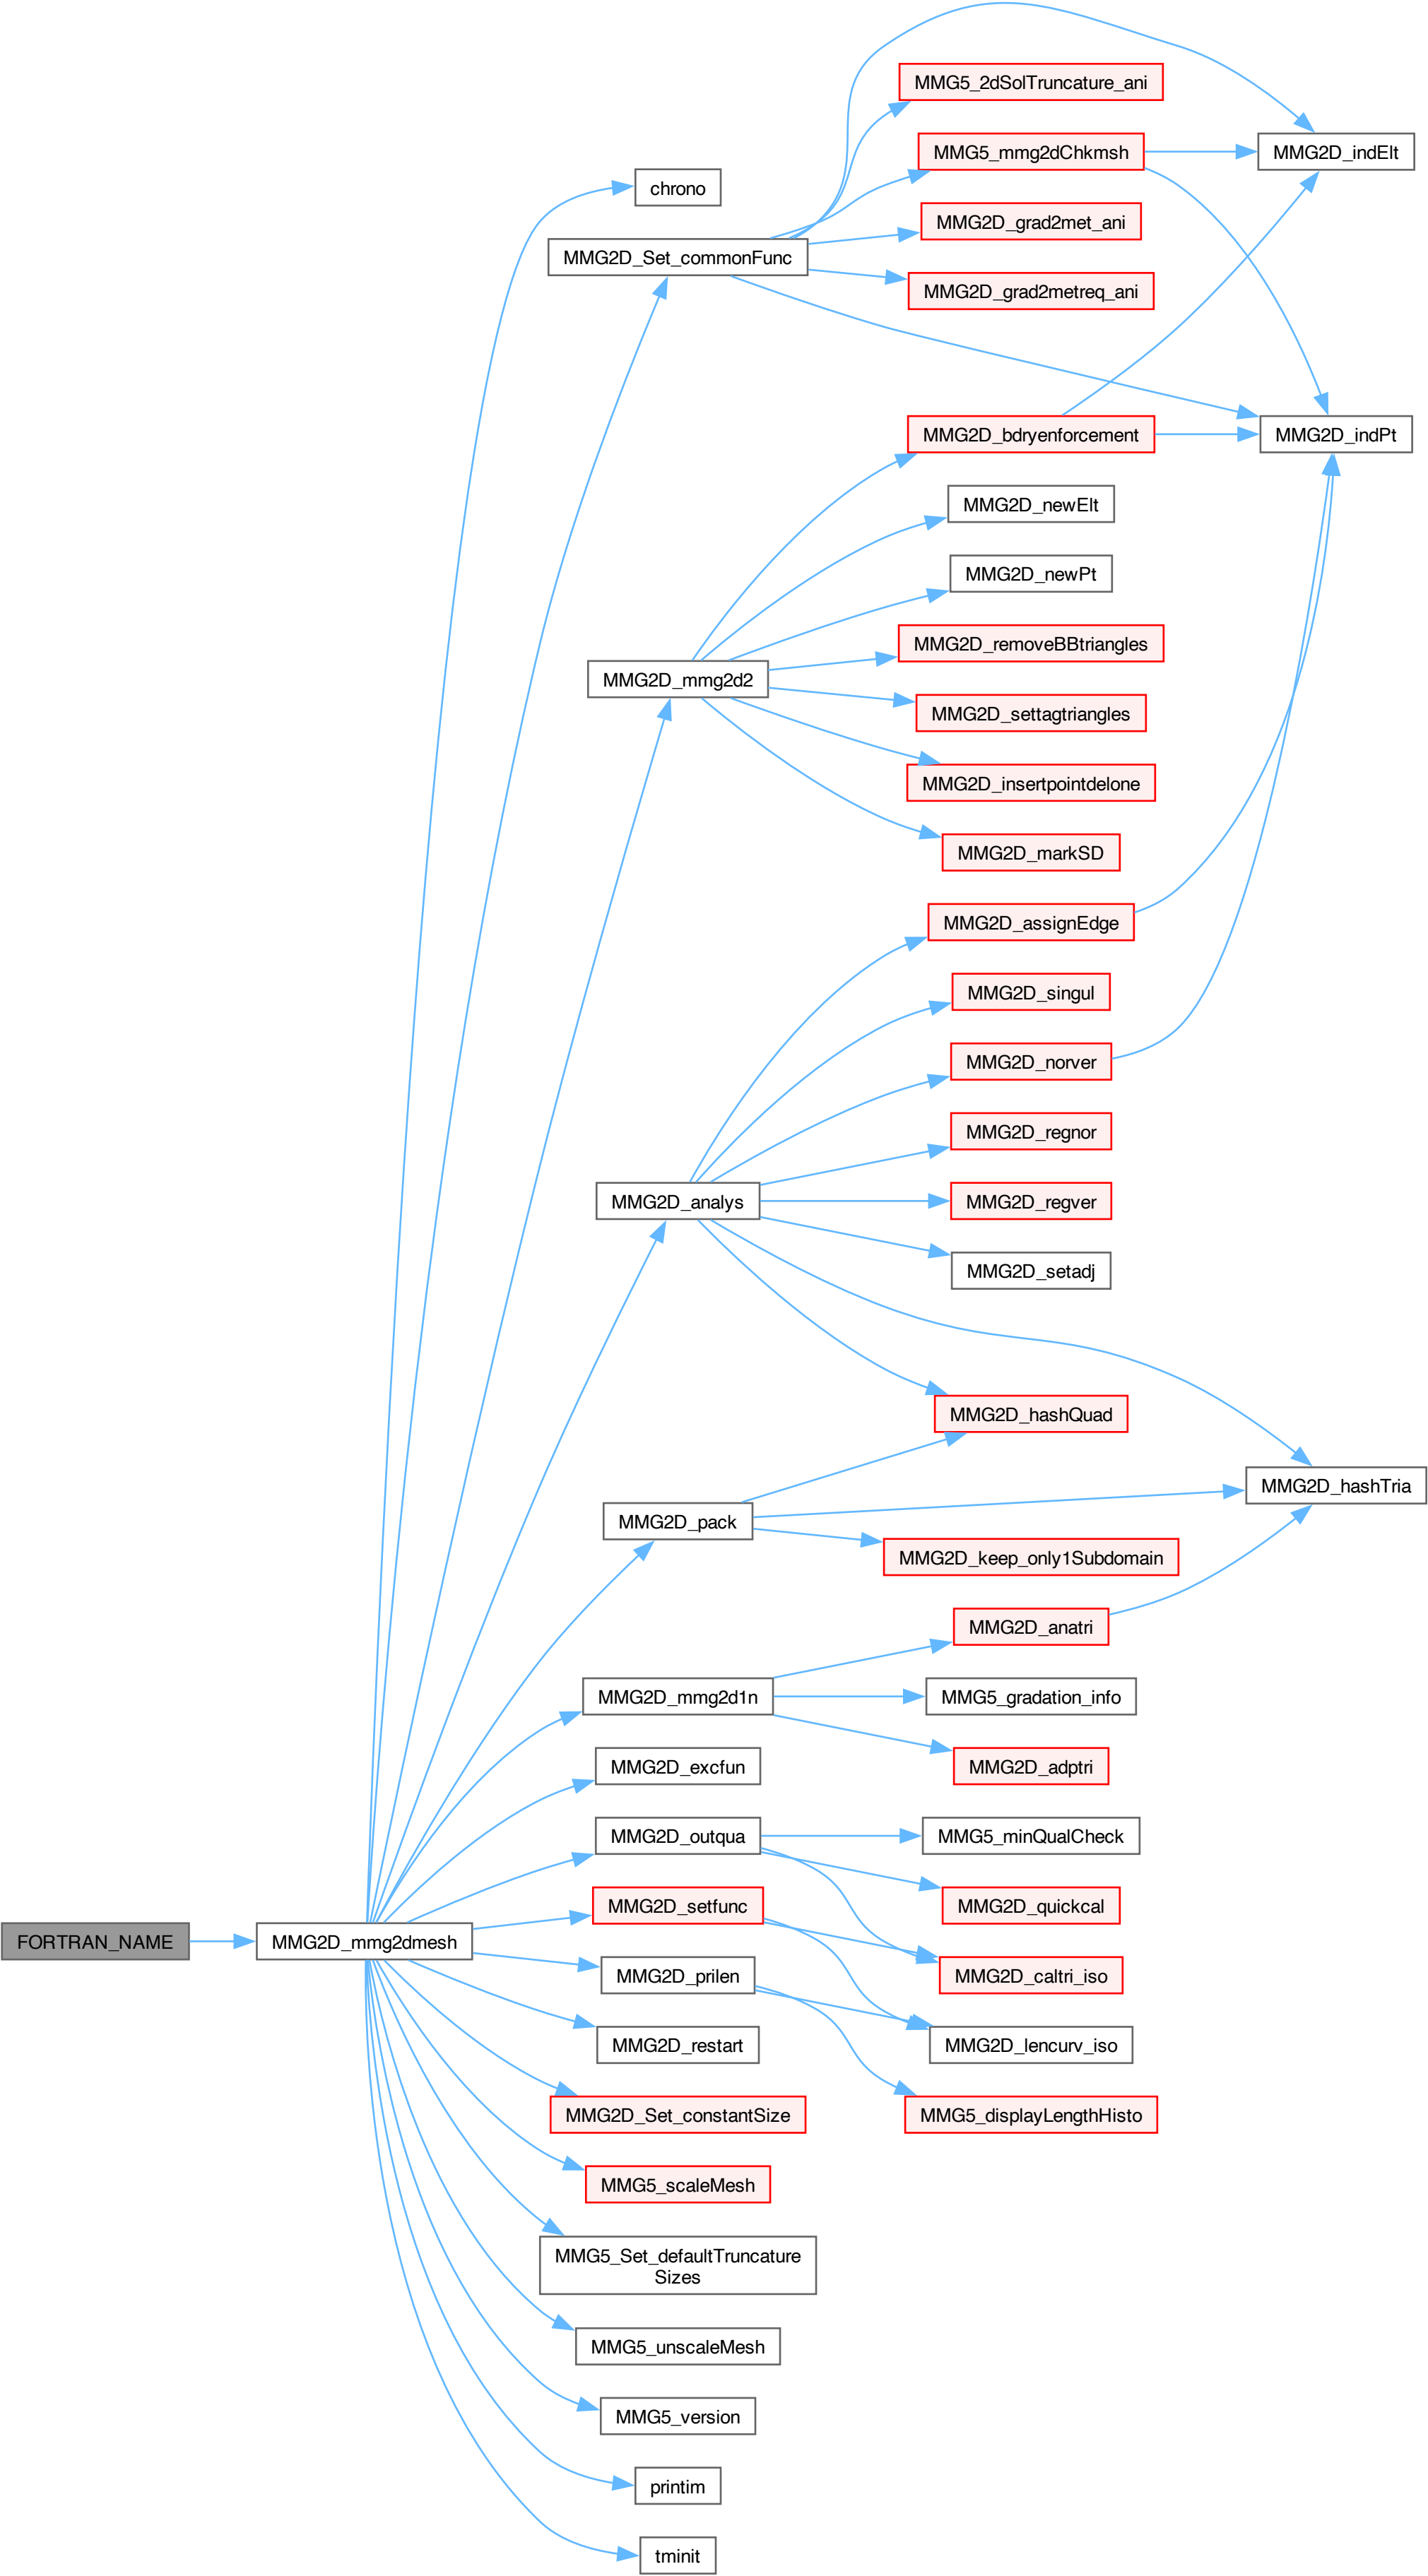 MMG5_2dSolTruncature_ani
MMG5_mmg2dChkmsh
MMG2D_indElt
chrono
MMG2D_grad2met_ani
MMG2D_Set_commonFunc
MMG2D_grad2metreq_ani
MMG2D_bdryenforcement
MMG2D_indPt
MMG2D_newElt
MMG2D_newPt
MMG2D_removeBBtriangles
MMG2D_mmg2d2
MMG2D_settagtriangles
MMG2D_insertpointdelone
MMG2D_markSD
MMG2D_assignEdge
MMG2D_singul
MMG2D_norver
MMG2D_regnor
MMG2D_analys
MMG2D_regver
MMG2D_setadj
MMG2D_hashQuad
MMG2D_hashTria
MMG2D_pack
MMG2D_keep_only1Subdomain
MMG2D_anatri
MMG2D_mmg2d1n
MMG5_gradation_info
MMG2D_excfun
MMG2D_adptri
MMG2D_outqua
MMG5_minQualCheck
MMG2D_setfunc
MMG2D_quickcal
FORTRAN_NAME
MMG2D_mmg2dmesh
MMG2D_prilen
MMG2D_caltri_iso
MMG2D_restart
MMG2D_lencurv_iso
MMG2D_Set_constantSize
MMG5_displayLengthHisto
MMG5_scaleMesh
MMG5_Set_defaultTruncature
Sizes
MMG5_unscaleMesh
MMG5_version
printim
tminit